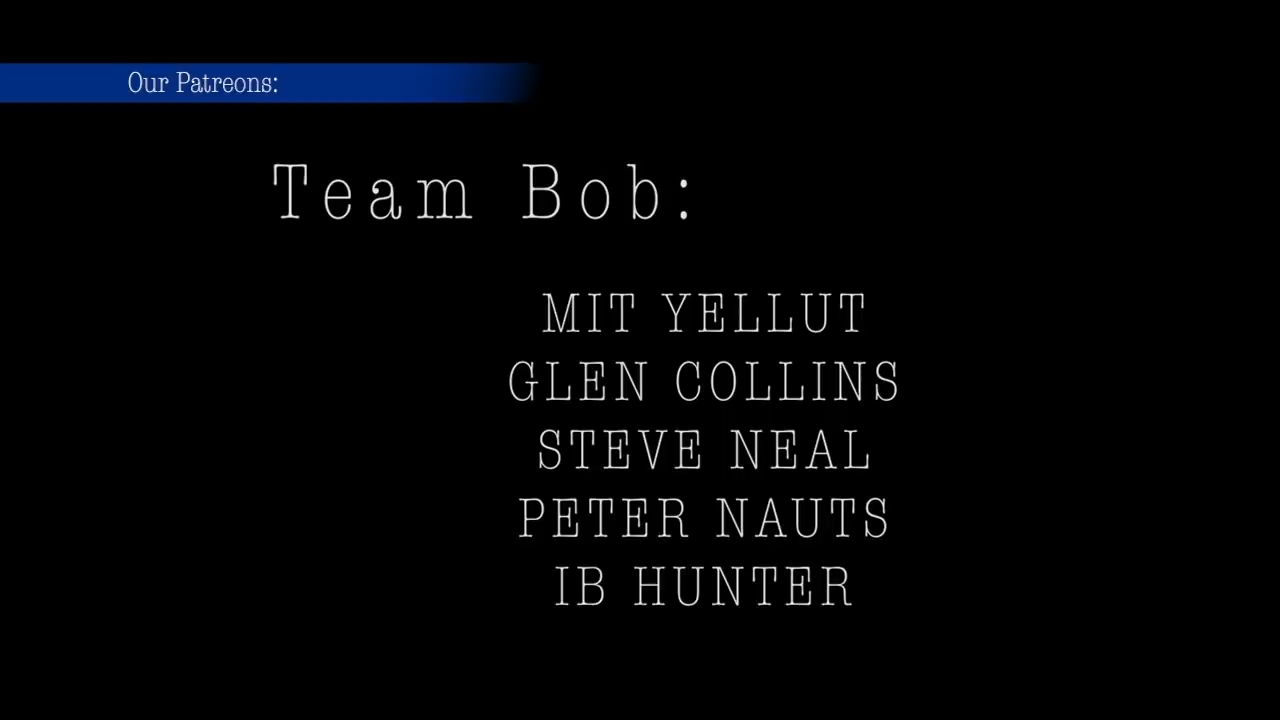 Our Patreons:
Team Bob:
MIT YELLUT
GLEN COLLINS
STEVE NEAL
PETER NAUTS
IB HUNTER